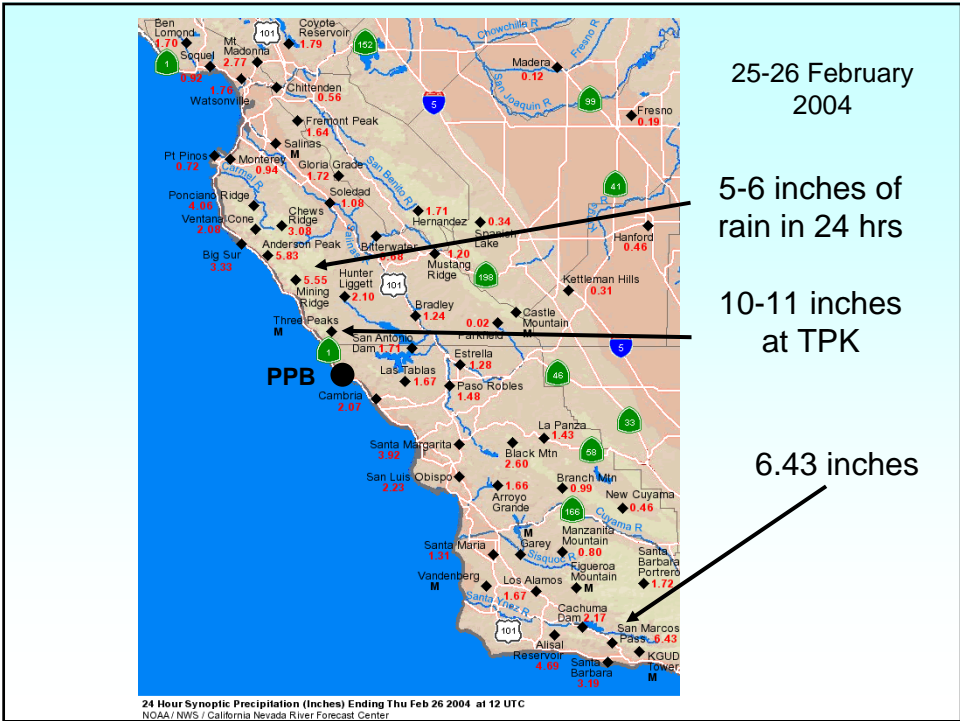 Ben
Lomond
1.70
Coyote
Reservoir
1.79
101
152
1
Mt
Madonna
2.77
Soquel
0.92
1.76
Watsonville
Chittenden
0.56
Chowchilla R
Fresno R
Madera
0.12
San Joaquin R
5
99
Fresno
0.19
Fremont Peak
1.64
Salinas
M
Pt Pinos
0.72
Monterey
0.94
Carmel R
Gloria Grade
1.72
San Benito R
41
Ponciano Ridge
4.08
Soledad
1.08
Ventana Cone
2.08
Chews
Ridge
3.08
1.71
Hernandez
0.34
Spanish
Lake
Hanford
0.46
Big Sur
3.33
Anderson Peak
5.83
Bitterwater
0.68
1.20
Mustang
Ridge
198
5.55
Mining
Ridge
Hunter
Liggett
2.10
101
Kettleman Hills
0.31
Bradley
1.24
Castle
Mountain
M
0.02
Parkfield
Three Peaks
M
1
San Antonio
Dam 1.71
5
Estrella
1.28
PPB
Las Tablas
1.67
46
Paso Robles
1.48
Cambria
2.07
33
La Panza
1.43
Santa Margarita
3.92
Black Mtn
2.60
58
San Luis Obispo
2.23
1.66
Arroyo
Grande
Branch Mtn
0.99
New Cuyama
0.46
166
Cuyama R
M
Garey
Manzanita
Mountain
0.80
Santa Maria
1.31
Sisquoc R
Santa
Barbara
Portrero
1.72
Vandenberg
M
Los Alamos
1.67
Figueroa
Mountain
M
Santa Ynez R
Cachuma
Dam 2.17
101
San Marcos
Pass 6.43
Alisal
Reservoir
4.69
Santa
Barbara
3.19
KGUD
Tower
M
24 Hour Synoptic Precipitation (Inches) Ending Thu Feb 26 2004 at 12 UTC
NOAA / NWS / California Nevada River Forecast Center
25-26 February
2004
5-6 inches of
rain in 24 hrs
10-11 inches
at TPK
6.43 inches